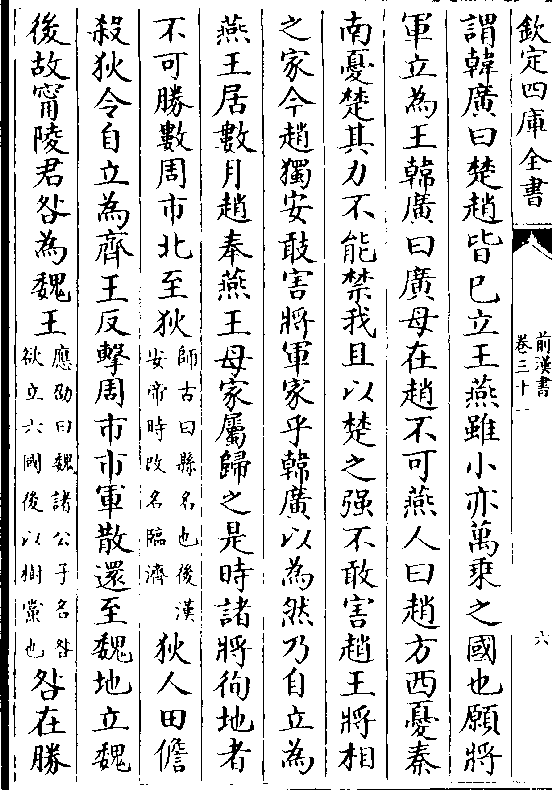 欽定四庫全書
前漢書
卷三十一
六
謂韓廣曰楚趙皆已立王燕雖小亦萬乘之國也願將
軍立為王韓廣曰廣母在趙不可燕人曰趙方西憂秦
南憂楚其力不能禁我且以楚之强不敢害趙王將相
之家今趙獨安敢害將軍家乎韓廣以為然乃自立為
燕王居數月趙奉燕王母家屬歸之是時諸將徇地者
不可勝數周市北至狄師古曰縣名也後漢安帝時改名臨濟狄人田儋
殺狄令自立為齊王反擊周市市軍散還至魏地立魏
後故甯陵君咎為魏王應劭曰魏諸公子名咎欲立六國後以樹黨也咎在勝